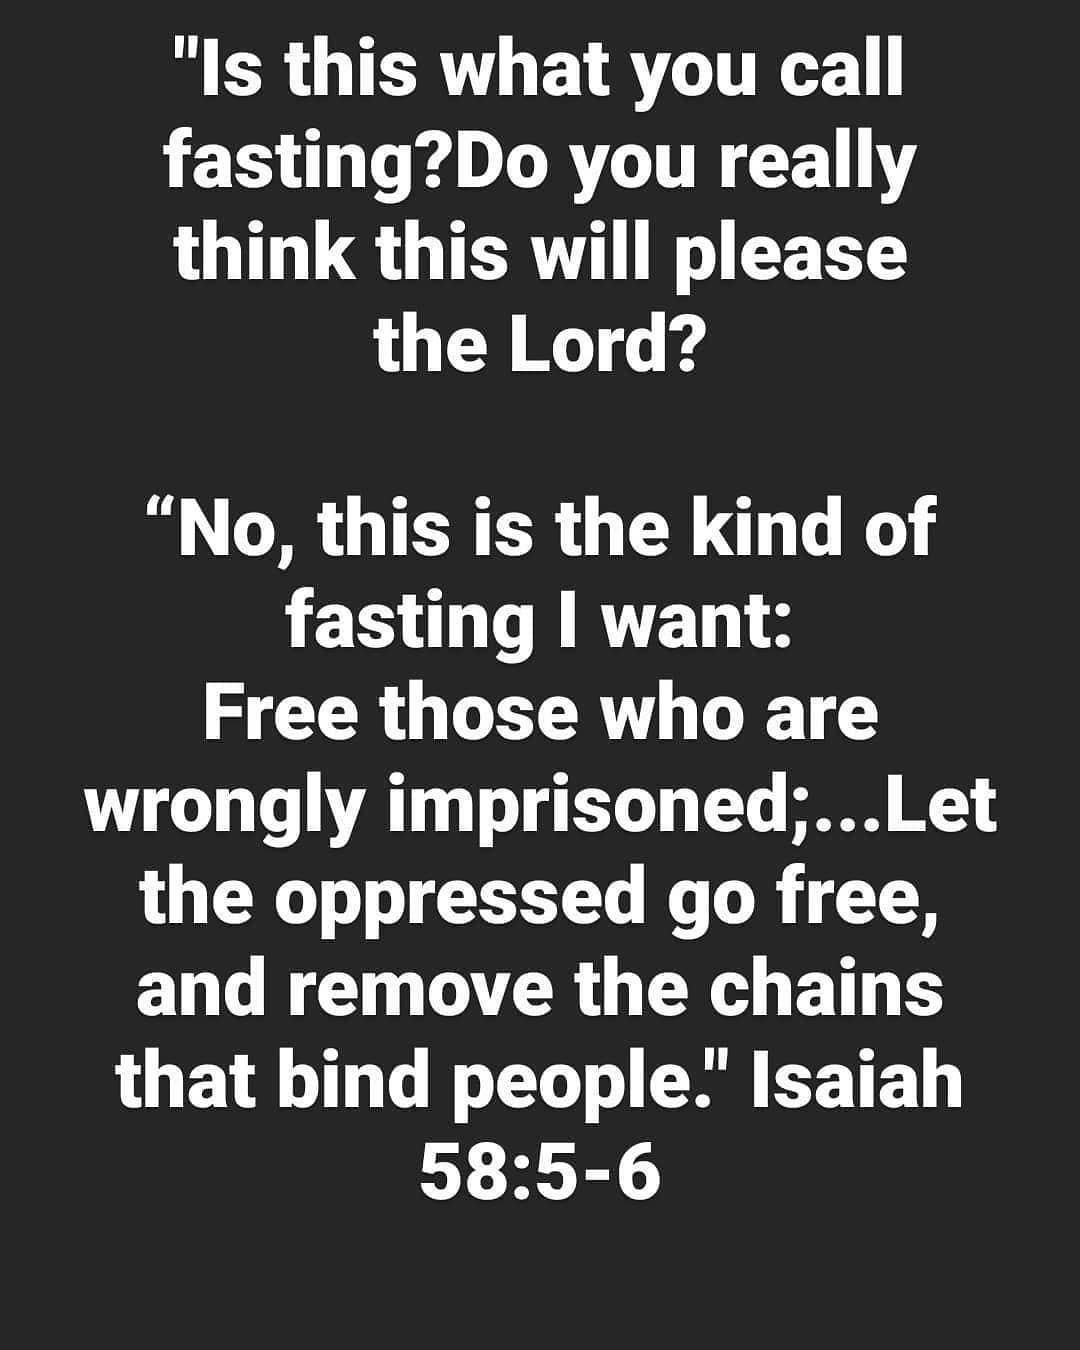 "Is this what you call
fasting?Do you really
think this will please
the Lord?
“No, this is the kind of
fasting I want:
Free those who are
wrongly imprisoned;...Let
the oppressed go free,
and remove the chains
that bind people." Isaiah
58:5-6